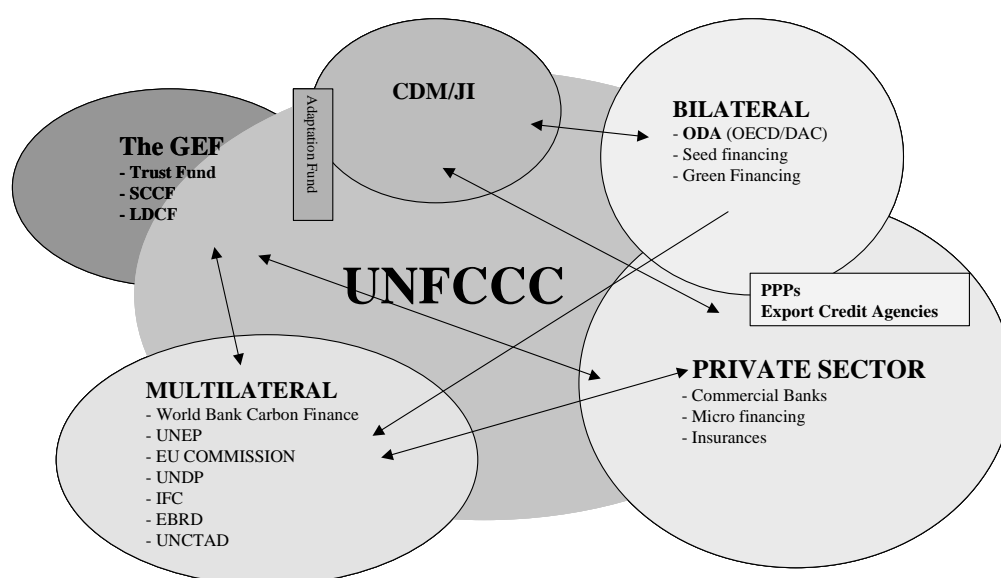 CDM/JI
Adaptation Fund
BILATERAL
- ODA (OECD/DAC)
- Seed financing
- Green Financing
The GEF
- Trust Fund
- SCCF
- LDCF
UNFCCC
PPPs
Export Credit Agencies
MULTILATERAL
- World Bank Carbon Finance
- UNEP
- EU COMMISSION
- UNDP
- IFC
- EBRD
- UNCTAD
PRIVATE SECTOR
- Commercial Banks
- Micro financing
- Insurances